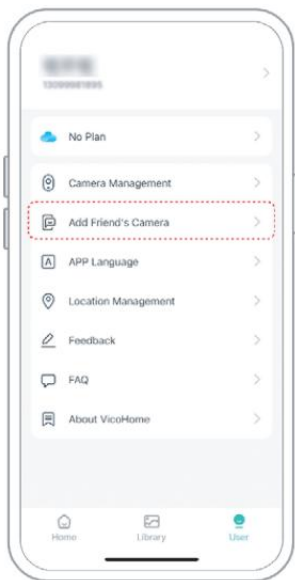 No Plan
Camera Management
Add Friend's Camera
APP Language
Location Management
Feedback
FAQ
About VicoHome
Home Library User